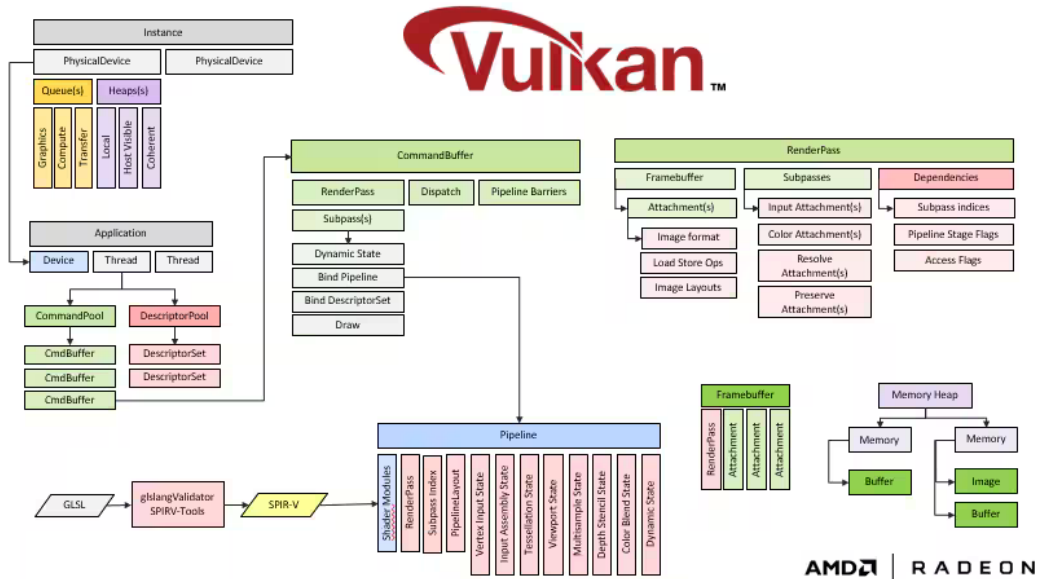 Vulkan™
Instance
PhysicalDevice
PhysicalDevice
Queue(s)
Heaps(s)
Graphics
Compute
Transfer
Local
Host Visible
Coherent
Application
Device
Thread
Thread
CommandPool
DescriptorPool
CmdBuffer
CmdBuffer
CmdBuffer
DescriptorSet
DescriptorSet
CommandBuffer
RenderPass
Dispatch
Pipeline Barriers
Subpass(s)
Dynamic State
Bind Pipeline
Bind DescriptorSet
Draw
RenderPass
Framebuffer
Attachment(s)
Image format
Load Store Ops
Image Layouts
Subpasses
Input Attachment(s)
Color Attachment(s)
Resolve
Attachment(s)
Preserve
Attachment(s)
Dependencies
Subpass indices
Pipeline Stage Flags
Access Flags
GLSL
glslangValidator
SPIRV-Tools
SPIR-V
Pipeline
Shader Modules
RenderPass
Subpass Index
PipelineLayout
Vertex Input State
Input Assembly State
Tessellation State
Viewport State
Multisample State
Depth Stencil State
Color Blend State
Dynamic State
Framebuffer
RenderPass
Attachment
Attachment
Attachment
Memory Heap
Memory
Memory
Buffer
Image
Buffer
AMD
RADEON